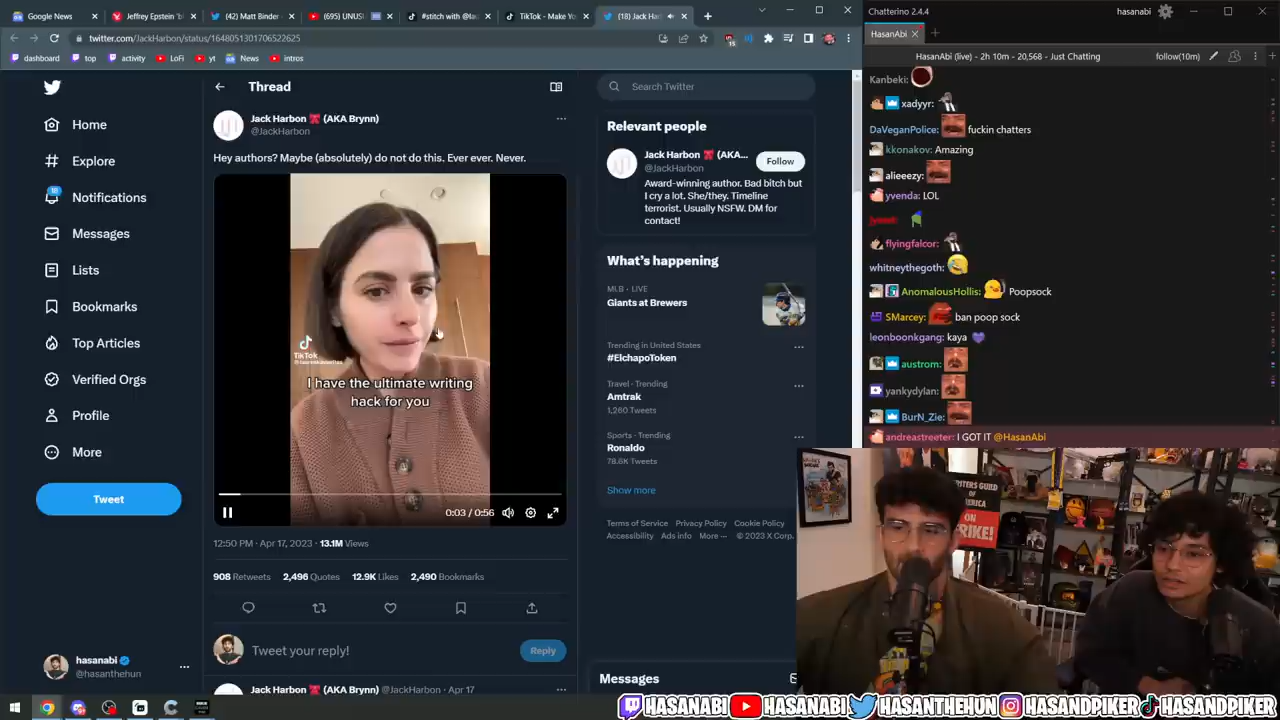 Google News
Jeffrey Epstein 'bl
(42) Matt Binder
(695) UNUS
#stitch with @la
TikTok - Make Yo
(18) Jack Har
twitter.com/JackHarbon/status/1648051301706522625
dashboard
top
activity
LoFi
yt
News
intros
Thread
Search Twitter
Home
Explore
Notifications
Messages
Lists
Bookmarks
Top Articles
Verified Orgs
Profile
More
Tweet
hasanabi
@hasanthehun
Jack Harbon (AKA Brynn)
@JackHarbon
Hey authors? Maybe (absolutely) do not do this. Ever ever. Never.
TikTok
I have the ultimate writing
hack for you
0:03 / 0:56
12:50 PM · Apr 17, 2023 · 13.1M Views
908 Retweets 2,496 Quotes 12.9K Likes 2,490 Bookmarks
Tweet your reply!
Reply
Jack Harbon (AKA Brynn) @JackHarbon · Apr 17
Relevant people
Jack Harbon (AKA...
@JackHarbon
Follow
Award-winning author. Bad bitch but
I cry a lot. She/they. Timeline
terrorist. Usually NSFW. DM for
contact!
What's happening
MLB · LIVE
Giants at Brewers
Trending in United States
#ElchapoToken
Travel · Trending
Amtrak
1,260 Tweets
Sports · Trending
Ronaldo
78.6K Tweets
Show more
Terms of Service Privacy Policy Cookie Policy
Accessibility Ads info More ··· © 2023 X Corp.
Messages
Chatterino 2.4.4
hasanabi
HasanAbi
HasanAbi (live) - 2h 10m - 20,568 - Just Chatting
follow(10m)
Kanbeki:
xadyyr:
DaVeganPolice: fuckin chatters
kkonakov: Amazing
alieeezy:
yvenda: LOL
flyingfalcor:
whitneythegoth:
AnomalousHollis: Poopsock
SMarcey: ban poop sock
leonboonkgang: kaya
austrom:
yankydylan:
BurN_Zie:
andreastreeter: I GOT IT @HasanAbi
WRITERS GUILD
OF
AMERICA
ON
STRIKE!
HASANABI HASANABI HASANTHEHUN HASANDPIKER HASANDPIKER